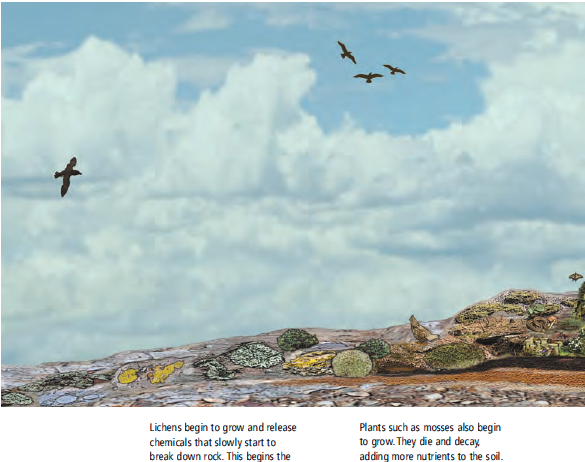 Lichens begin to grow and release
chemicals that slowly start to
break down rock. This begins the
Plants such as mosses also begin
to grow. They die and decay,
adding more nutrients to the soil.